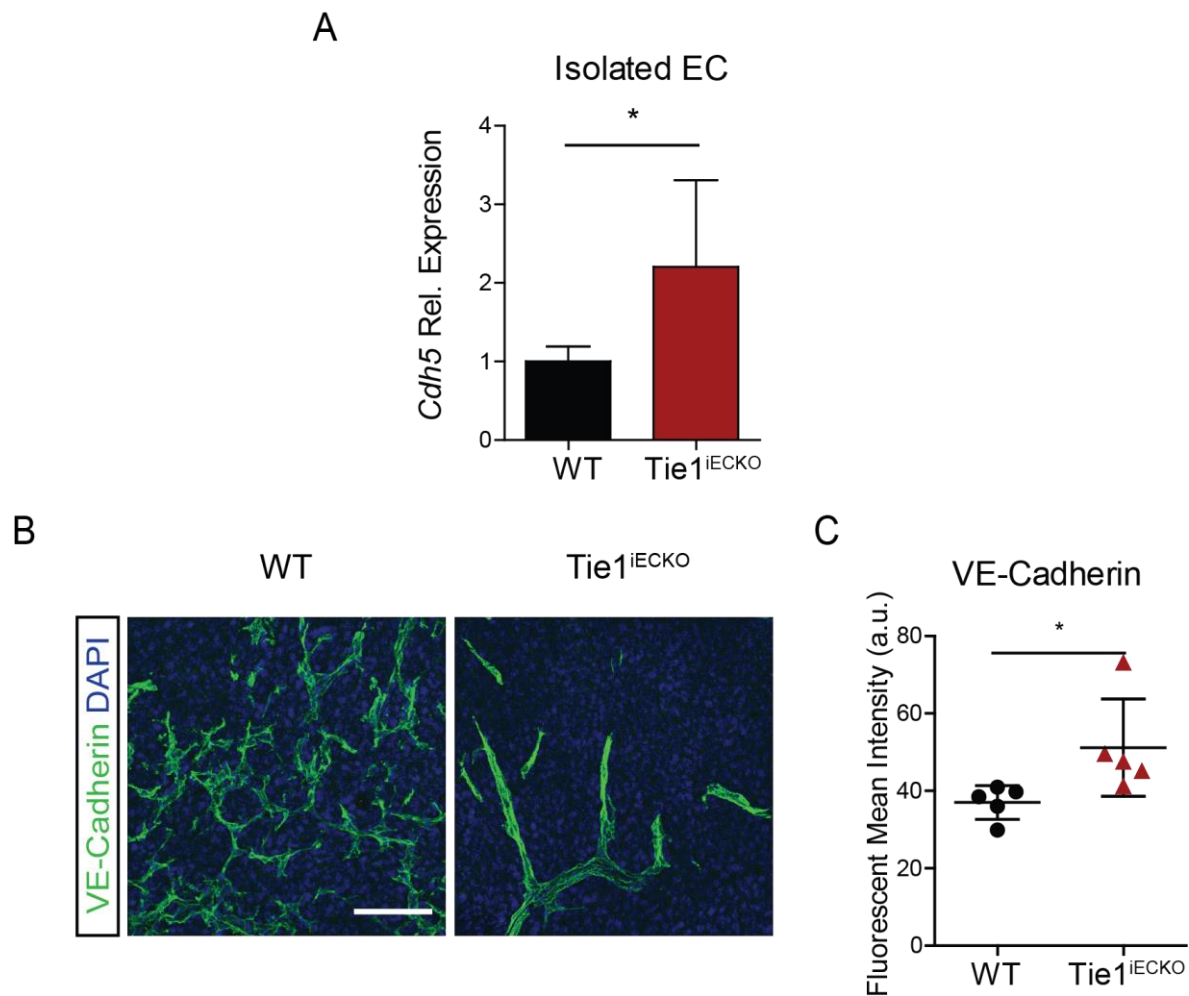 A
Isolated EC
*
Cdh5 Rel. Expression
4
3
2
1
0
WT
Tie1iECKO
B
WT
Tie1iECKO
VE-Cadherin DAPI
C
VE-Cadherin
*
Fluorescent Mean Intensity (a.u.)
80
60
40
20
0
WT
Tie1iECKO